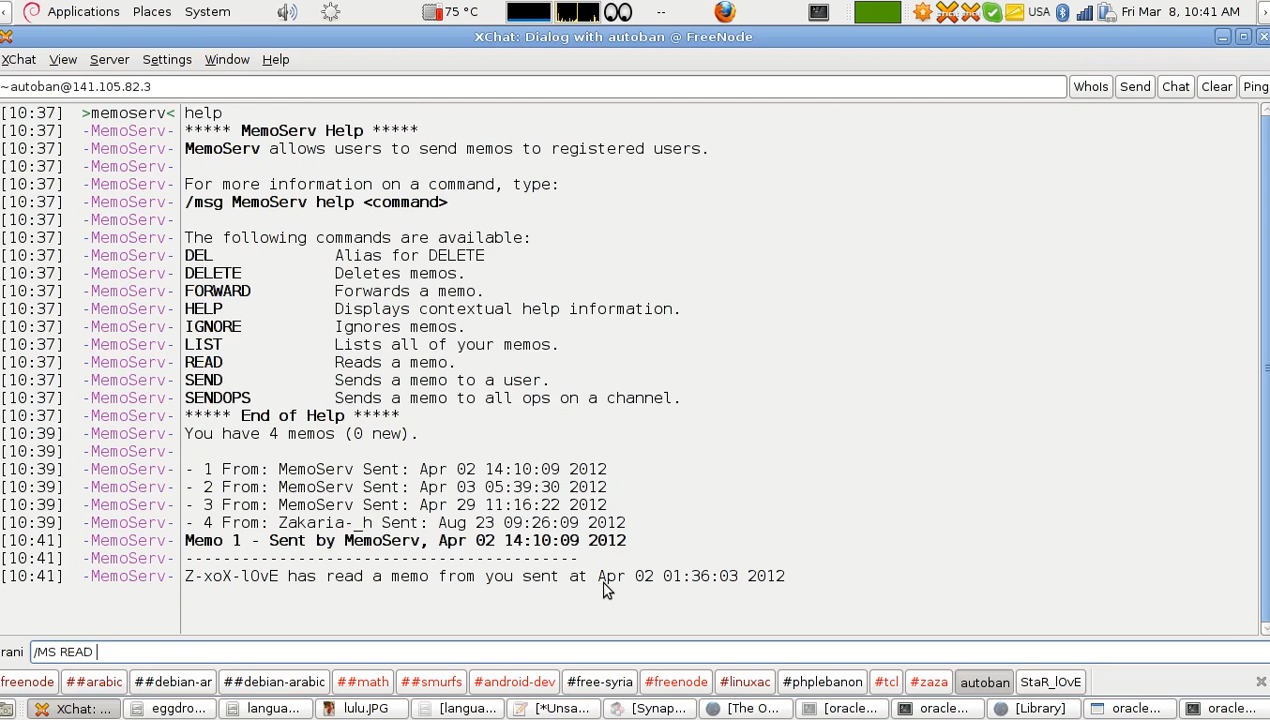 Applications Places System 75 °C -- USA Fri Mar 8, 10:41 AM
XChat: Dialog with autoban @ FreeNode
XChat View Server Settings Window Help
~autoban@141.105.82.3 WhoIs Send Chat Clear Ping
[10:37] >memoserv< help
[10:37] -MemoServ- ***** MemoServ Help *****
[10:37] -MemoServ- MemoServ allows users to send memos to registered users.
[10:37] -MemoServ-
[10:37] -MemoServ- For more information on a command, type:
[10:37] -MemoServ- /msg MemoServ help <command>
[10:37] -MemoServ-
[10:37] -MemoServ- The following commands are available:
[10:37] -MemoServ- DEL Alias for DELETE
[10:37] -MemoServ- DELETE Deletes memos.
[10:37] -MemoServ- FORWARD Forwards a memo.
[10:37] -MemoServ- HELP Displays contextual help information.
[10:37] -MemoServ- IGNORE Ignores memos.
[10:37] -MemoServ- LIST Lists all of your memos.
[10:37] -MemoServ- READ Reads a memo.
[10:37] -MemoServ- SEND Sends a memo to a user.
[10:37] -MemoServ- SENDOPS Sends a memo to all ops on a channel.
[10:37] -MemoServ- ***** End of Help *****
[10:39] -MemoServ- You have 4 memos (0 new).
[10:39] -MemoServ-
[10:39] -MemoServ- - 1 From: MemoServ Sent: Apr 02 14:10:09 2012
[10:39] -MemoServ- - 2 From: MemoServ Sent: Apr 03 05:39:30 2012
[10:39] -MemoServ- - 3 From: MemoServ Sent: Apr 29 11:16:22 2012
[10:39] -MemoServ- - 4 From: Zakaria-_h Sent: Aug 23 09:26:09 2012
[10:41] -MemoServ- Memo 1 - Sent by MemoServ, Apr 02 14:10:09 2012
[10:41] -MemoServ- ------------------------------------------
[10:41] -MemoServ- Z-xoX-lOvE has read a memo from you sent at Apr 02 01:36:03 2012
rani /MS READ
freenode ##arabic ##debian-ar ##debian-arabic ##math ##smurfs #android-dev #free-syria #freenode #linuxac #phplebanon #tcl #zaza autoban StaR_lOvE
XChat: ... eggdro... langua... lulu.JPG [langua... [*Unsa... [Synap... [The O... [oracle... oracle... oracle... [Library] oracle... oracle...